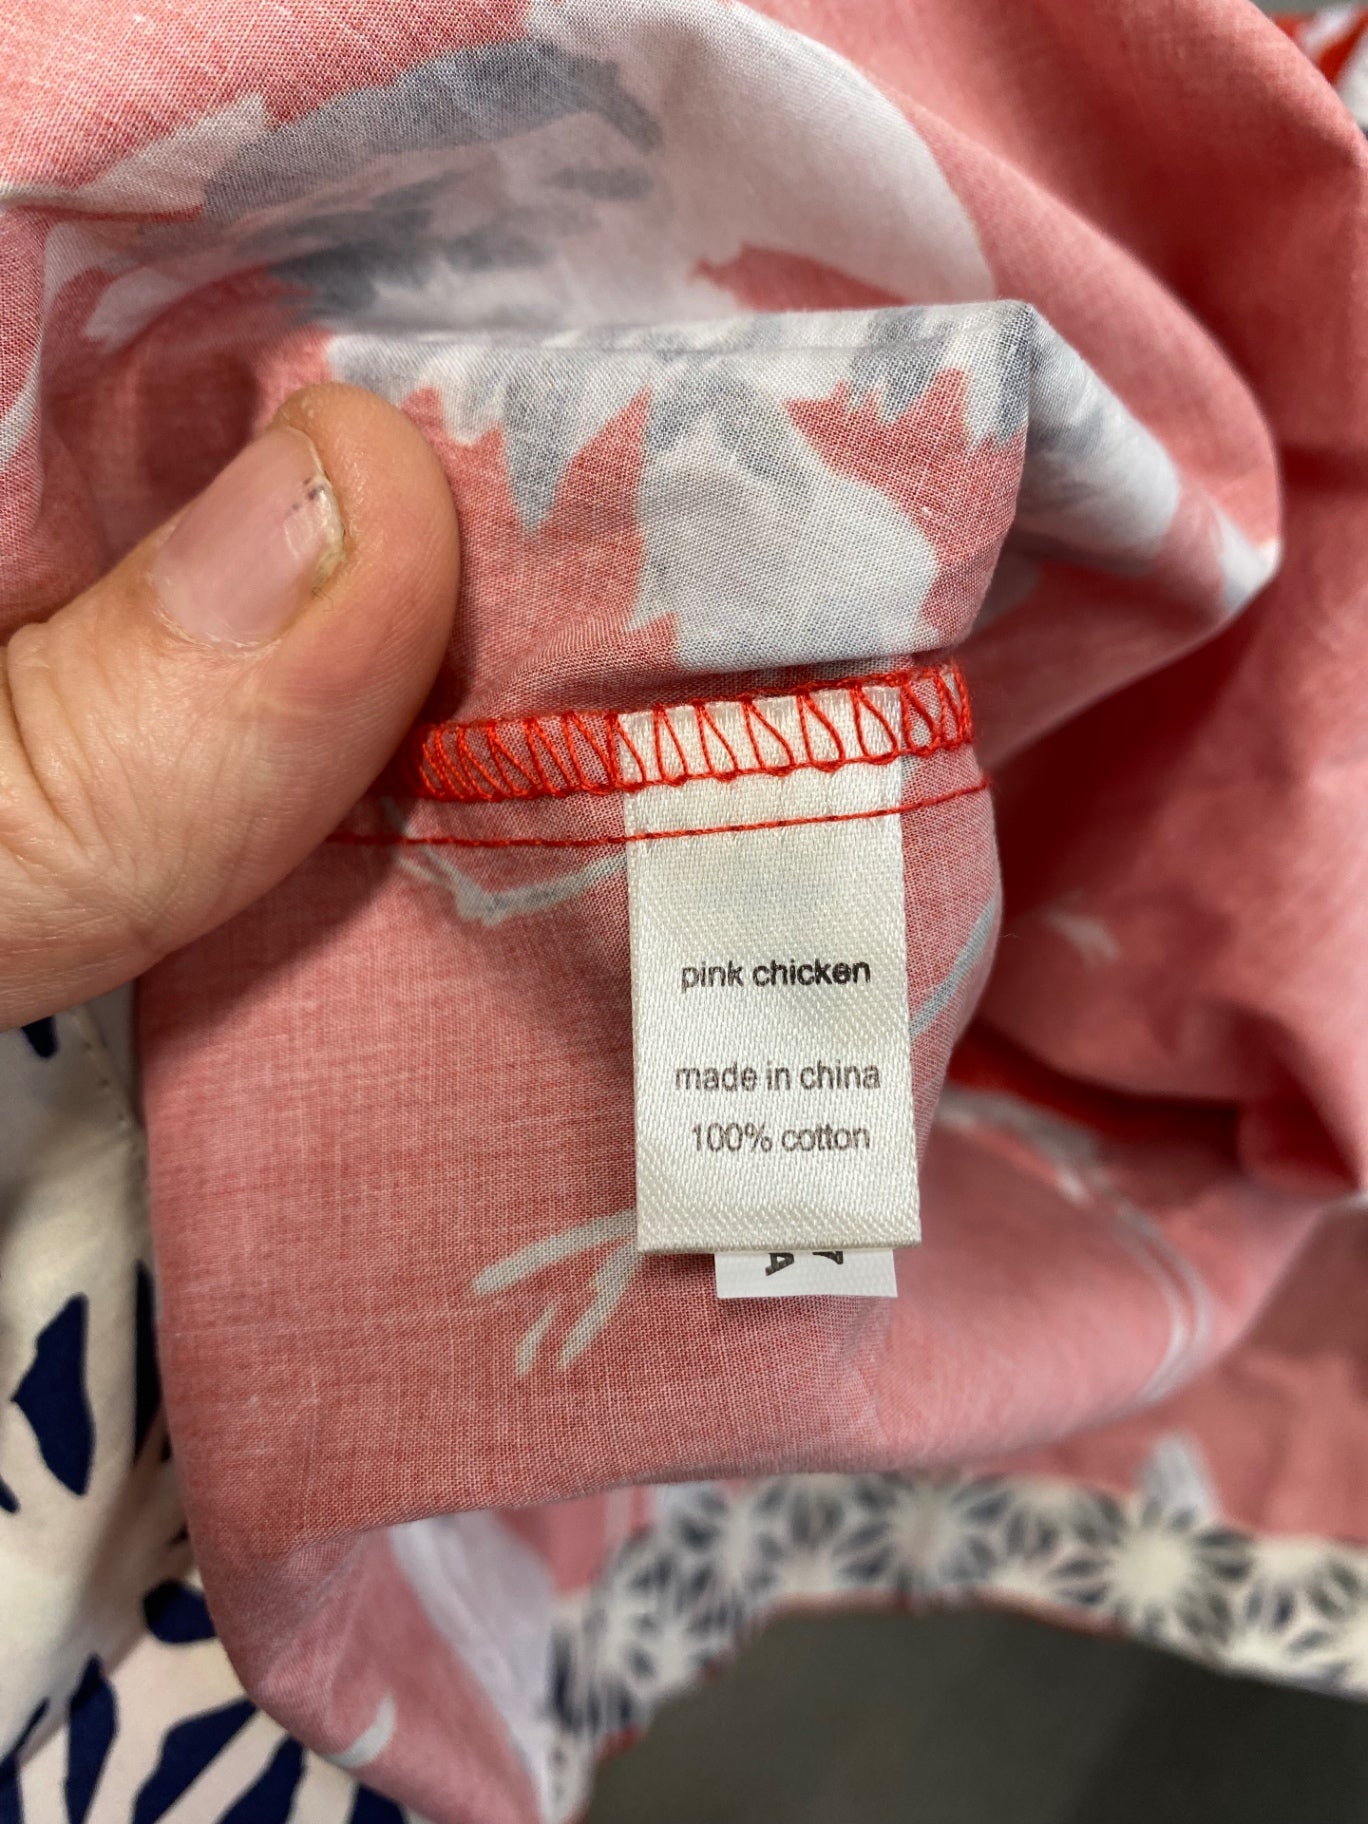 pink chicken
made in china
100% cotton